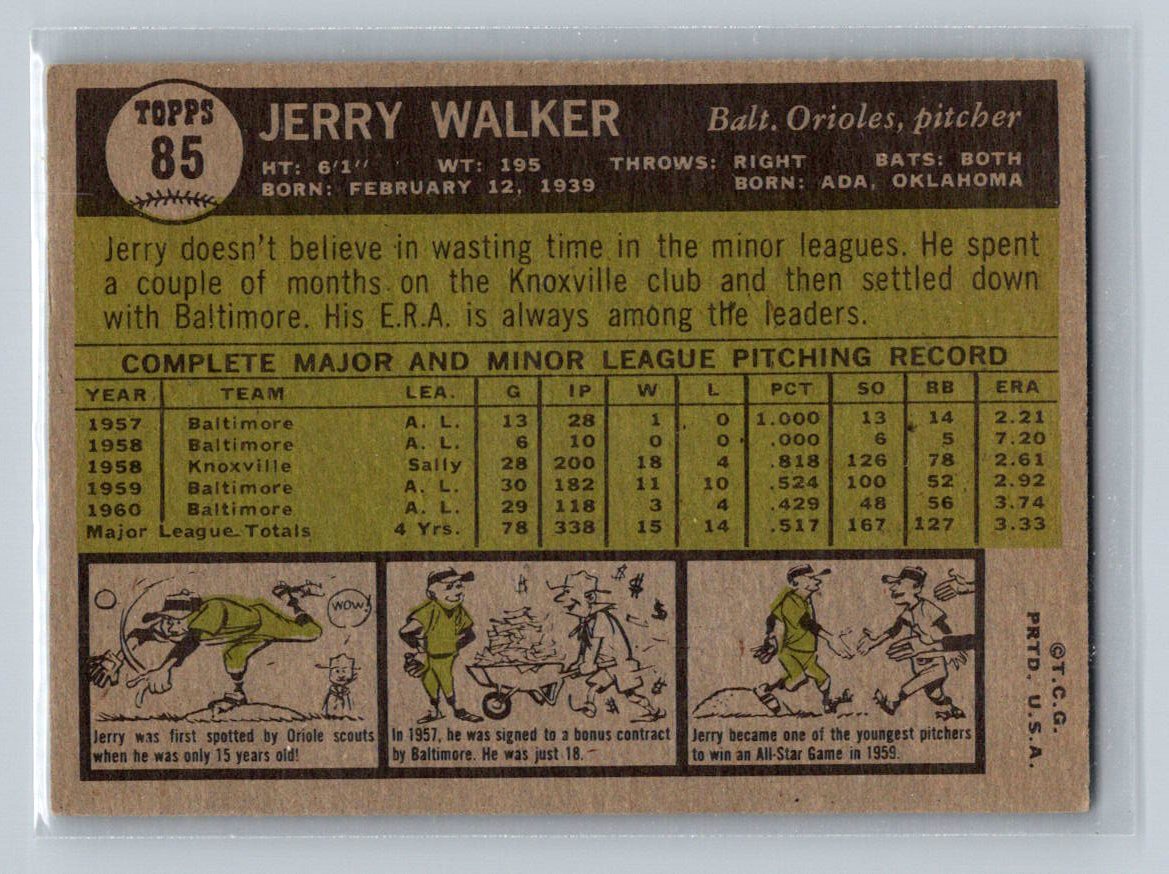 TOPPS
85
JERRY WALKER
Balt. Orioles, pitcher
HT: 6'1" WT: 195 THROWS: RIGHT BATS: BOTH
BORN: FEBRUARY 12, 1939 BORN: ADA, OKLAHOMA
Jerry doesn't believe in wasting time in the minor leagues. He spent
a couple of months on the Knoxville club and then settled down
with Baltimore. His E.R.A. is always among the leaders.
COMPLETE MAJOR AND MINOR LEAGUE PITCHING RECORD
YEAR TEAM LEA. G IP W L PCT SO BB ERA
1957 Baltimore A. L. 13 28 1 0 1.000 13 14 2.21
1958 Baltimore A. L. 6 10 0 0 .000 6 5 7.20
1958 Knoxville Sally 28 200 18 4 .818 126 78 2.61
1959 Baltimore A. L. 30 182 11 10 .524 100 52 2.92
1960 Baltimore A. L. 29 118 3 4 .429 48 56 3.74
Major League Totals 4 Yrs. 78 338 15 14 .517 167 127 3.33
WOW!
Jerry was first spotted by Oriole scouts
when he was only 15 years old!
$ $ $ $ $
In 1957, he was signed to a bonus contract
by Baltimore. He was just 18.
Jerry became one of the youngest pitchers
to win an All-Star Game in 1959.
©T.C.G.
PRTD. U.S.A.